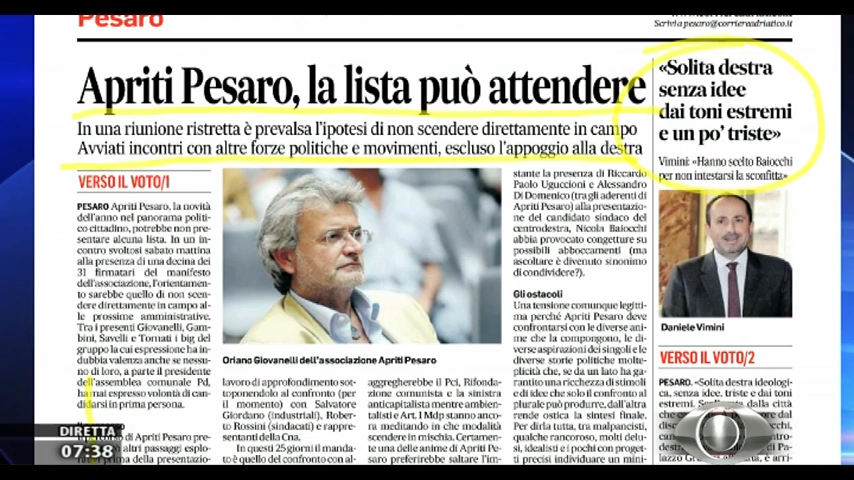 Pesaro
Scrivi a pesaro@corriereadriatico.it
Apriti Pesaro, la lista può attendere
In una riunione ristretta è prevalsa l'ipotesi di non scendere direttamente in campo
Avviati incontri con altre forze politiche e movimenti, escluso l'appoggio alla destra
VERSO IL VOTO/1
PESARO Apriti Pesaro, la novità
dell'anno nel panorama politi-
co cittadino, potrebbe non pre-
sentare alcuna lista. In un in-
contro svoltosi sabato mattina
alla presenza di una decina dei
31 firmatari del manifesto
dell'associazione, l'orientamen-
to sarebbe quello di non scen-
dere direttamente in campo al-
le prossime amministrative.
Tra i presenti Giovanelli, Gam-
bini, Savelli e Tornati i big del
gruppo la cui espressione ha in-
dubbia valenza anche se nessu-
no di loro, a parte il presidente
dell'assemblea comunale Pd,
ha mai espresso volontà di can-
didarsi in prima persona.
di Apriti Pesaro pre-
altri passaggi esplo-
ma della presentazio-
Oriano Giovanelli dell'associazione Apriti Pesaro
lavoro di approfondimento sot-
toponendolo al confronto (per
il momento) con Salvatore
Giordano (industriali), Rober-
to Rossini (sindacati) e rappre-
sentanti della Cna.
In questi 25 giorni il manda-
to è quello del confronto con al-
aggregherebbe il Pci, Rifonda-
zione comunista e la sinistra
anticapitalista mentre ambien-
talisti e Art. 1 Mdp stanno anco-
ra meditando in che modalità
scendere in mischia. Certamen-
te una delle anime di Apriti Pe-
saro preferirebbe saltare l'im-
stante la presenza di Riccardo
Paolo Uguccioni e Alessandro
Di Domenico (tra gli aderenti di
Apriti Pesaro) alla presentazio-
ne del candidato sindaco del
centrodestra, Nicola Baiocchi
abbia provocato congetture su
possibili abboccamenti (ma
ascoltare è divenuto sinonimo
di condividere?).
Gli ostacoli
Una tensione comunque legitti-
ma perché Apriti Pesaro deve
confrontarsi con le diverse ani-
me che la compongono, le di-
verse aspirazioni dei singoli e le
diverse storie politiche molte-
plicità che, se da un lato ha ga-
rantito una ricchezza di stimoli
e di idee che solo il confronto al
plurale può produrre, dall'altra
rende ostica la sintesi finale.
Per dirla tutta, tra malpancisti,
qualche rancoroso, molti delu-
si, idealisti e i pochi con proget-
ti precisi individuare un mini-
«Solita destra
senza idee
dai toni estremi
e un po' triste»
Vimini: «Hanno scelto Baiocchi
per non intestarsi la sconfitta»
Daniele Vimini
VERSO IL VOTO/2
PESARO. «Solita destra ideologi-
ca, senza idee, triste e dai toni
DIRETTA
07:38